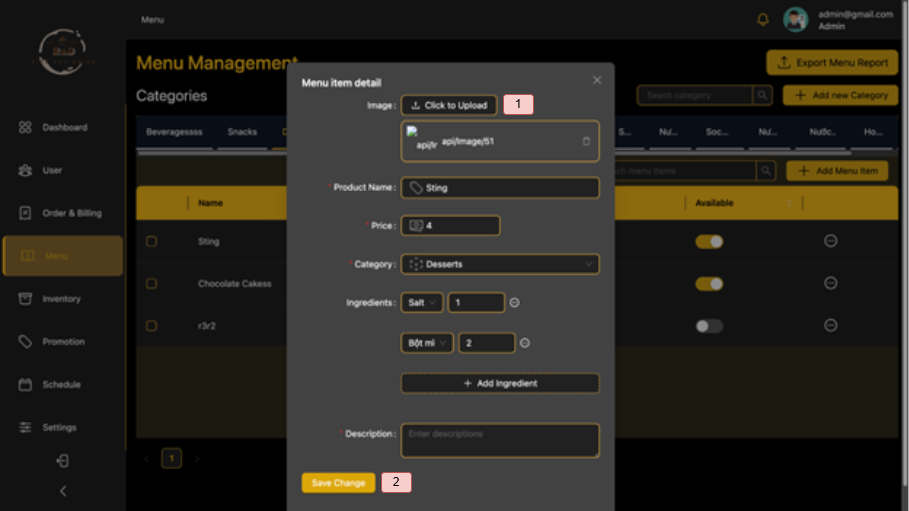 Menu
admin@gmail.com
Admin
Menu Management
Export Menu Report
Categories
Search category
Add new Category
Dashboard
User
Order & Billing
Menu
Inventory
Promotion
Schedule
Settings
Beveragessss Snacks
S... Nư... Soc... Nư... Nước... Ho...
menu items
Add Menu Item
Name
Available
Sting
Chocolate Cakess
r3r2
1
Menu item detail
Image:
Click to Upload
1
api/Ir
api/Image/51
* Product Name:
Sting
* Price:
4
* Category:
Desserts
Ingredients:
Salt
1
Bột mì
2
Add Ingredient
* Description:
Enter descriptions
Save Change
2